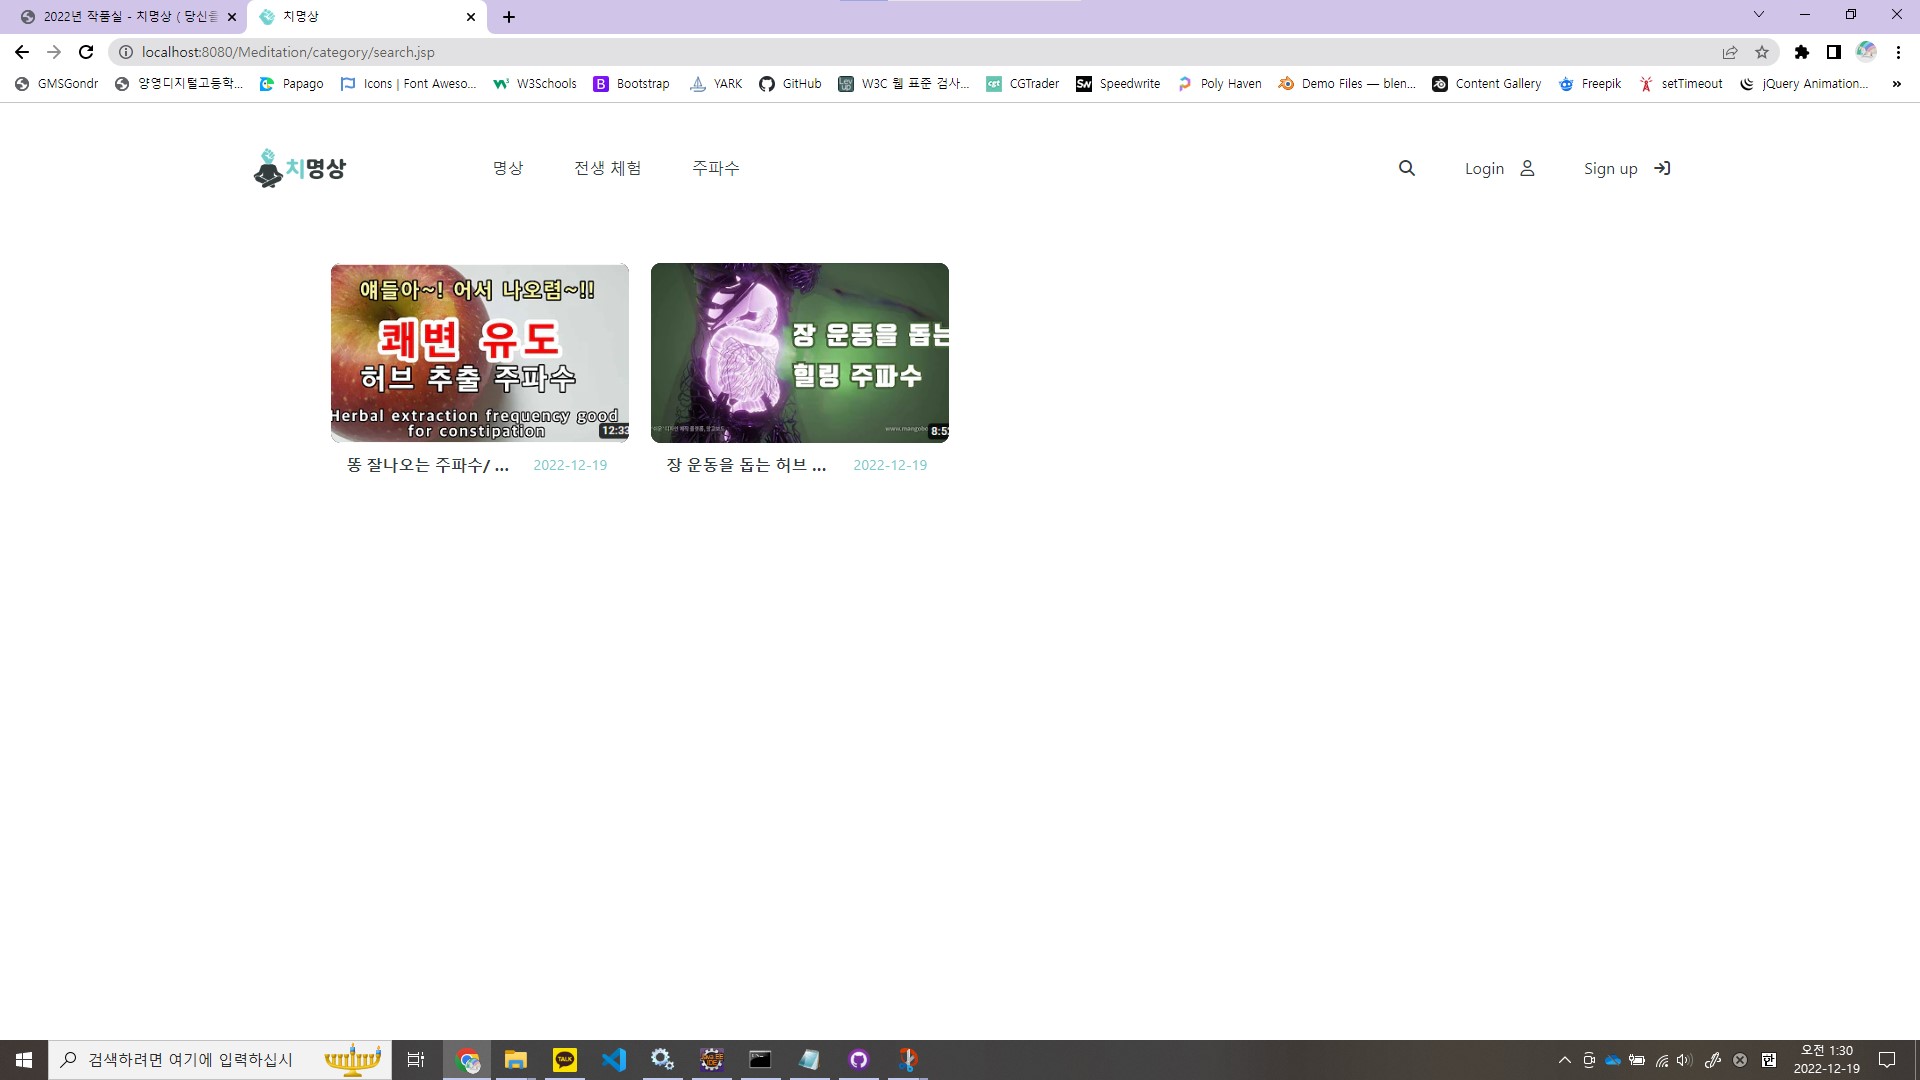 2022년 작품실 - 치명상 ( 당신을
치명상
localhost:8080/Meditation/category/search.jsp
GMSGondr
양영디지털고등학...
Papago
Icons | Font Aweso...
W3Schools
Bootstrap
YARK
GitHub
W3C 웹 표준 검사...
CGTrader
Speedwrite
Poly Haven
Demo Files — blen...
Content Gallery
Freepik
setTimeout
jQuery Animation...
»
치명상
명상
전생 체험
주파수
Login
Sign up
얘들아~! 어서 나오렴~!!
쾌변 유도
허브 추출 주파수
Herbal extraction frequency good
for constipation
12:33
장 운동을 돕는
힐링 주파수
www.mangobo
8:52
똥 잘나오는 주파수/ ...
2022-12-19
장 운동을 돕는 허브 ...
2022-12-19
검색하려면 여기에 입력하십시
TALK
한
오전 1:30
2022-12-19